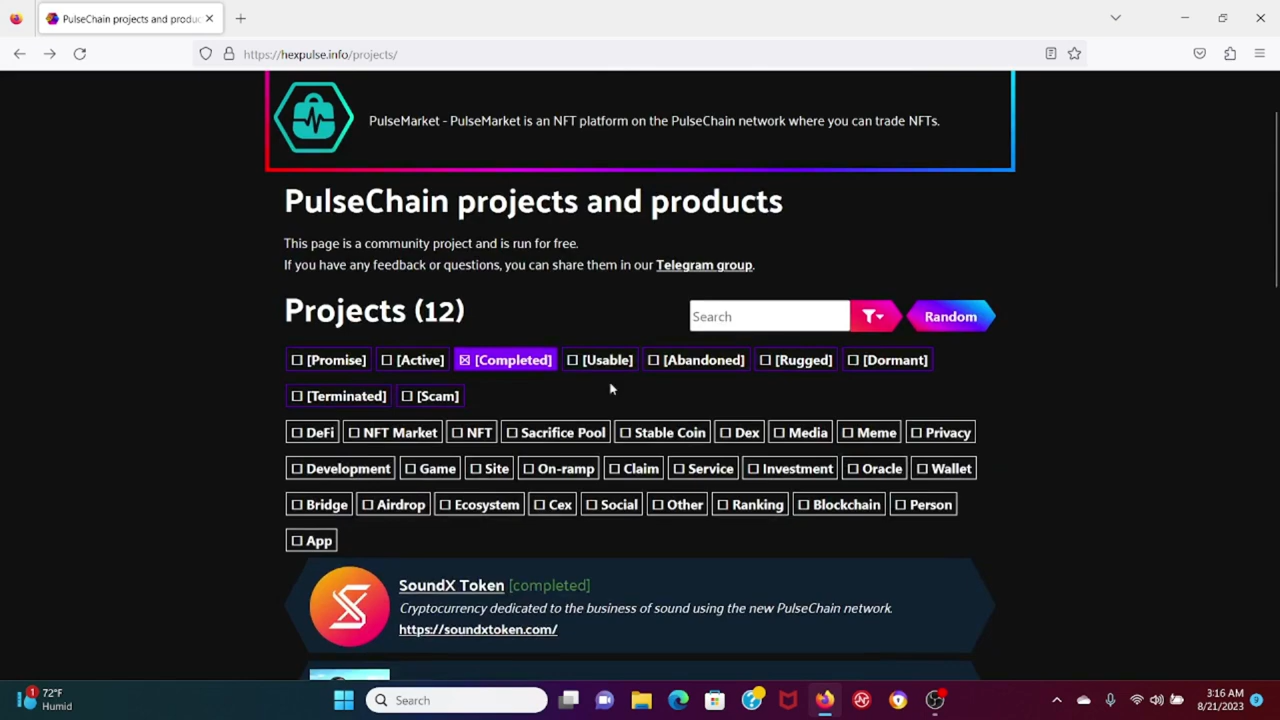 PulseChain projects and produc
https://hexpulse.info/projects/
PulseMarket - PulseMarket is an NFT platform on the PulseChain network where you can trade NFTs.
PulseChain projects and products
This page is a community project and is run for free.
If you have any feedback or questions, you can share them in our Telegram group.
Projects (12)
Search
Random
[Promise] [Active] [Completed] [Usable] [Abandoned] [Rugged] [Dormant]
[Terminated] [Scam]
DeFi NFT Market NFT Sacrifice Pool Stable Coin Dex Media Meme Privacy
Development Game Site On-ramp Claim Service Investment Oracle Wallet
Bridge Airdrop Ecosystem Cex Social Other Ranking Blockchain Person
App
SoundX Token [completed]
Cryptocurrency dedicated to the business of sound using the new PulseChain network.
https://soundxtoken.com/
1
72°F
Humid
Search
3:16 AM
8/21/2023
9